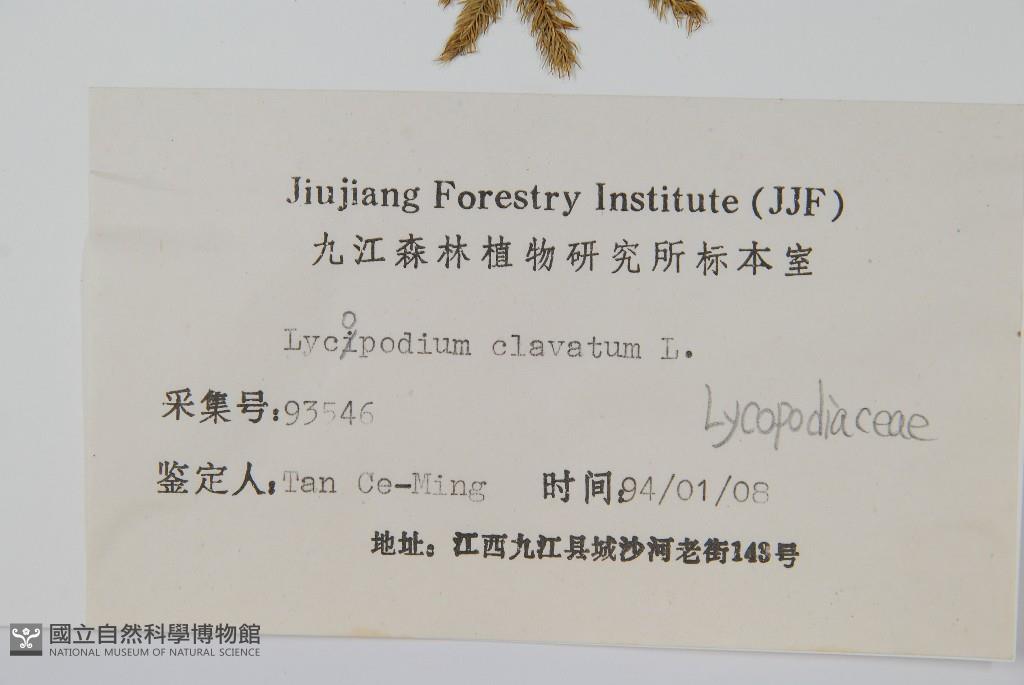 Jiujiang Forestry Institute (JJF)
九江森林植物研究所标本室
Lycopodium clavatum L.
采集号:93546
Lycopodiaceae
鉴定人:Tan Ce-Ming 时间:94/01/08
地址: 江西九江县城沙河老街143号
國立自然科學博物館
NATIONAL MUSEUM OF NATURAL SCIENCE